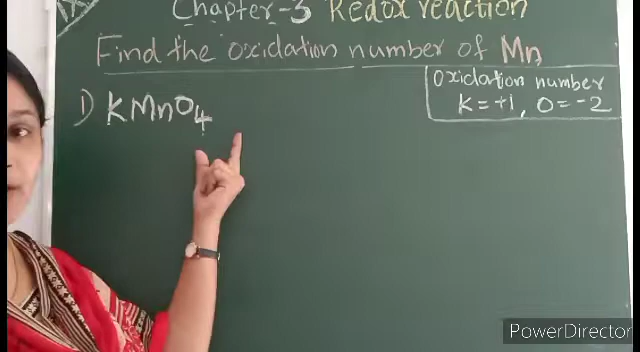 Chapter-3 Redox reaction
Find the oxidation number of Mn
Oxidation number
K = +1, O = -2
1) KMnO4
PowerDirector